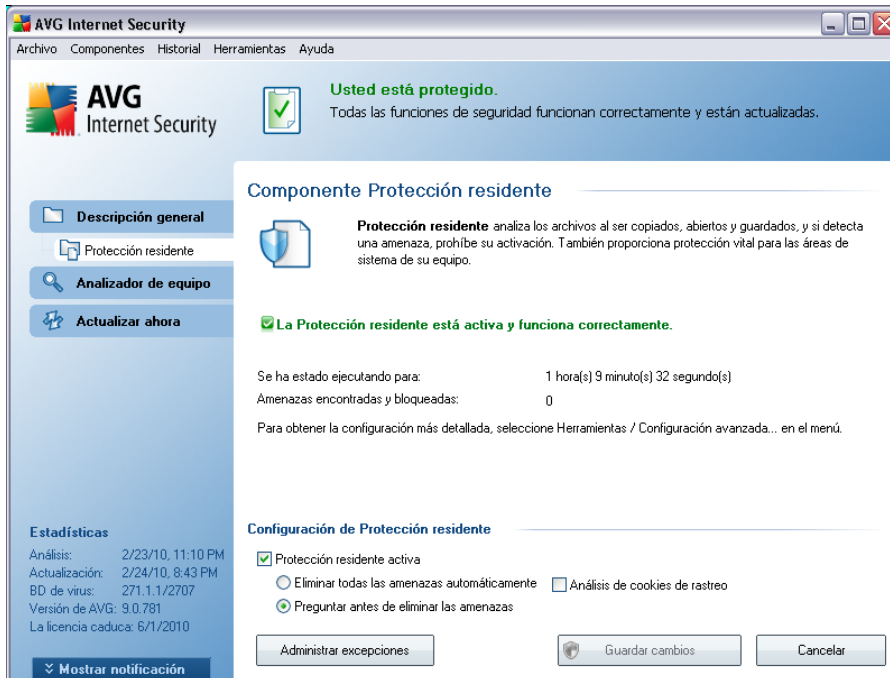 AVG Internet Security
Archivo Componentes Historial Herramientas Ayuda
AVG
Internet Security
Usted está protegido.
Todas las funciones de seguridad funcionan correctamente y están actualizadas.
Descripción general
Protección residente
Analizador de equipo
Actualizar ahora
Componente Protección residente
Protección residente analiza los archivos al ser copiados, abiertos y guardados, y si detecta
una amenaza, prohíbe su activación. También proporciona protección vital para las áreas de
sistema de su equipo.
La Protección residente está activa y funciona correctamente.
Se ha estado ejecutando para: 1 hora(s) 9 minuto(s) 32 segundo(s)
Amenazas encontradas y bloqueadas: 0
Para obtener la configuración más detallada, seleccione Herramientas / Configuración avanzada... en el menú.
Estadísticas
Análisis: 2/23/10, 11:10 PM
Actualización: 2/24/10, 8:43 PM
BD de virus: 271.1.1/2707
Versión de AVG: 9.0.781
La licencia caduca: 6/1/2010
Mostrar notificación
Configuración de Protección residente
Protección residente activa
Eliminar todas las amenazas automáticamente Análisis de cookies de rastreo
Preguntar antes de eliminar las amenazas
Administrar excepciones Guardar cambios Cancelar